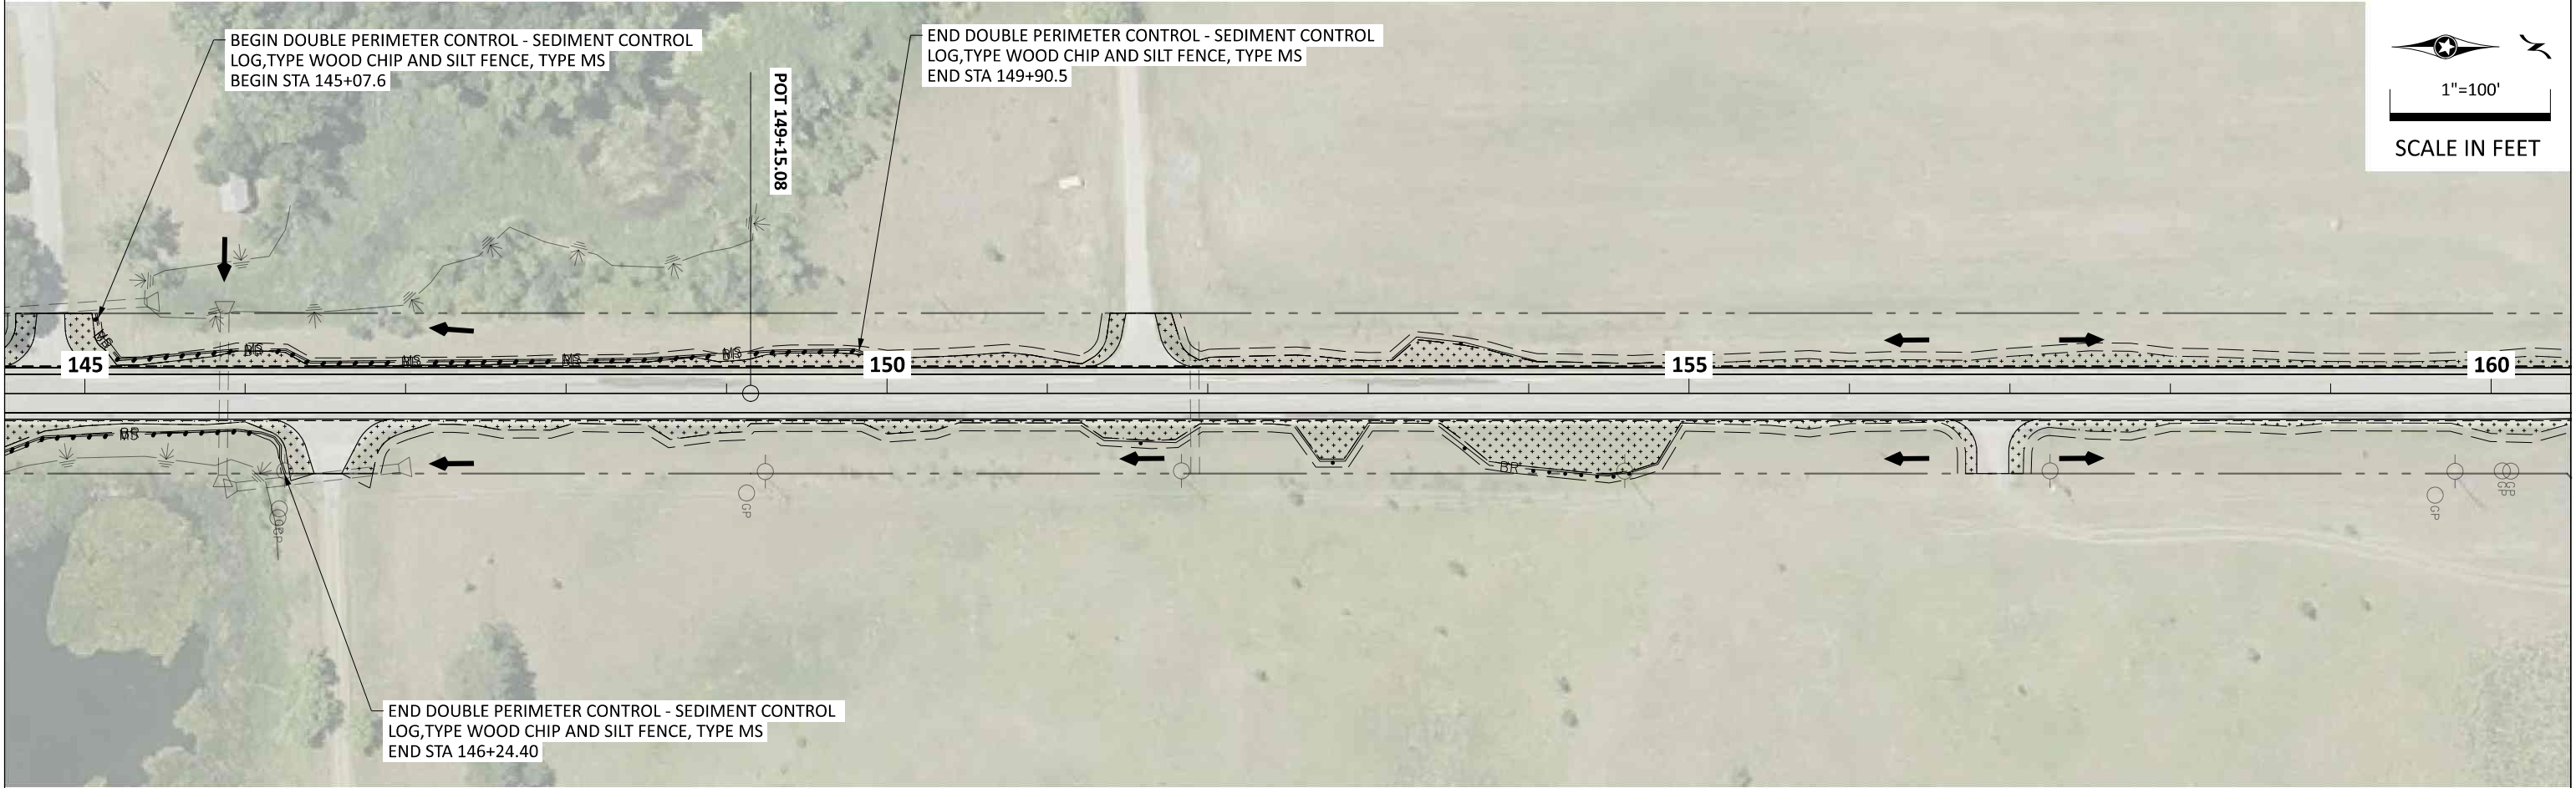 BEGIN DOUBLE PERIMETER CONTROL - SEDIMENT CONTROL
LOG,TYPE WOOD CHIP AND SILT FENCE, TYPE MS
BEGIN STA 145+07.6
POT 149+15.08
END DOUBLE PERIMETER CONTROL - SEDIMENT CONTROL
LOG,TYPE WOOD CHIP AND SILT FENCE, TYPE MS
END STA 149+90.5
1"=100'
SCALE IN FEET
MS
MS
MS
145
150
155
160
BR
GP
GP
GP
GP
GP
END DOUBLE PERIMETER CONTROL - SEDIMENT CONTROL
LOG,TYPE WOOD CHIP AND SILT FENCE, TYPE MS
END STA 146+24.40